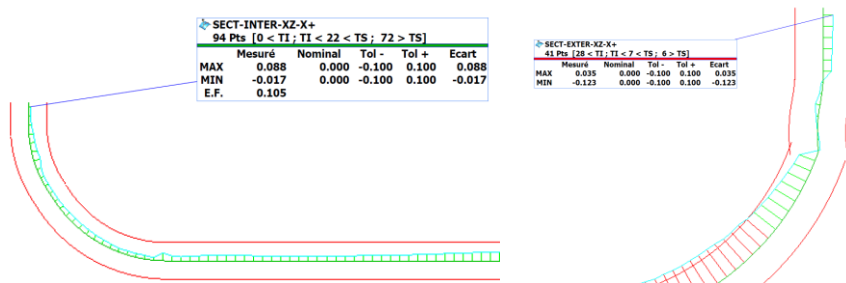 SECT-INTER-XZ-X+
94 Pts [0 < TI ; TI < 22 < TS ; 72 > TS]
Mesuré Nominal Tol - Tol + Ecart
MAX 0.088 0.000 -0.100 0.100 0.088
MIN -0.017 0.000 -0.100 0.100 -0.017
E.F. 0.105
SECT-EXTER-XZ-X+
41 Pts [28 < TI ; TI < 7 < TS ; 6 > TS]
Mesuré Nominal Tol - Tol + Ecart
MAX 0.035 0.000 -0.100 0.100 0.035
MIN -0.123 0.000 -0.100 0.100 -0.123